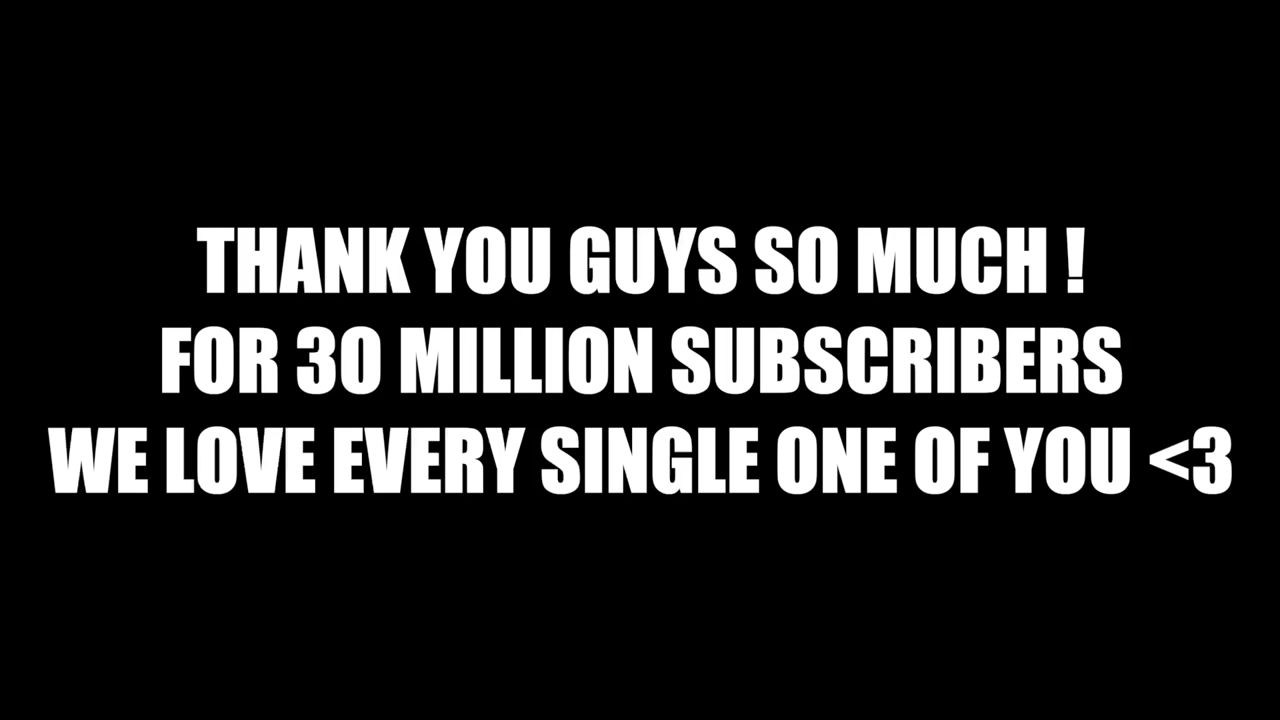 THANK YOU GUYS SO MUCH !
FOR 30 MILLION SUBSCRIBERS
WE LOVE EVERY SINGLE ONE OF YOU <3